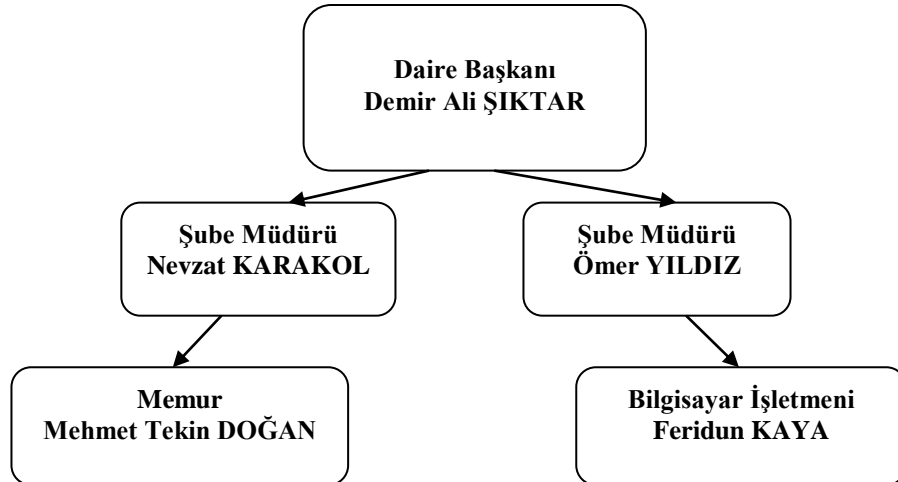 Daire Başkanı
Demir Ali ŞIKTAR
Şube Müdürü
Nevzat KARAKOL
Şube Müdürü
Ömer YILDIZ
Memur
Mehmet Tekin DOĞAN
Bilgisayar İşletmeni
Feridun KAYA